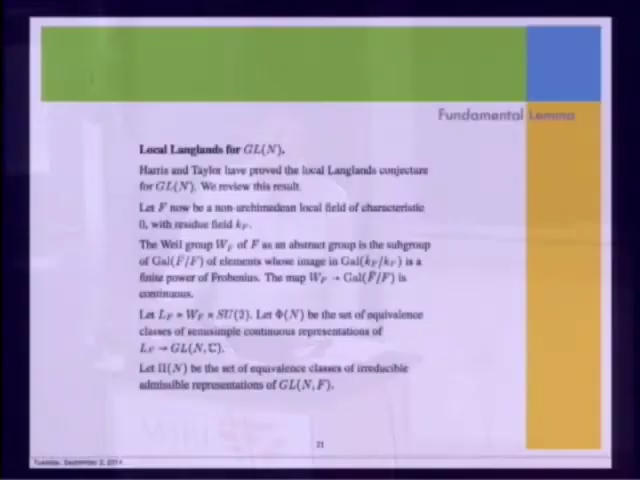 Fundamental Lemma
Local Langlands for GL(N).
Harris and Taylor have proved the local Langlands conjecture
for GL(N). We review this result.
Let F now be a non-archimedean local field of characteristic
0, with residue field k_F.
The Weil group W_F of F as an abstract group is the subgroup
of Gal(F̄/F) of elements whose image in Gal(k̄_F/k_F) is a
finite power of Frobenius. The map W_F → Gal(F̄/F) is
continuous.
Let L_F = W_F × SU(2). Let Φ(N) be the set of equivalence
classes of semisimple continuous representations of
L_F → GL(N, ℂ).
Let Π(N) be the set of equivalence classes of irreducible
admissible representations of GL(N, F).
21
Tuesday, September 2, 2014